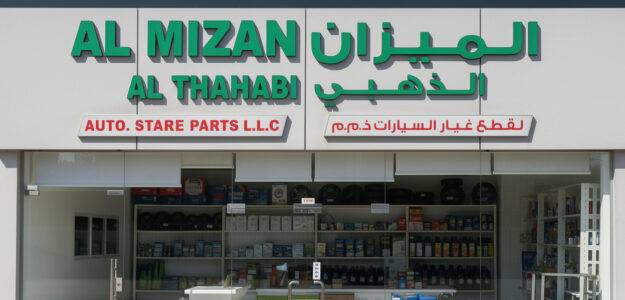 AL MIZAN الميزان
AL THAHABI الذهبي
AUTO. STARE PARTS L.L.C لقطع غيار السيارات ذ.م.م